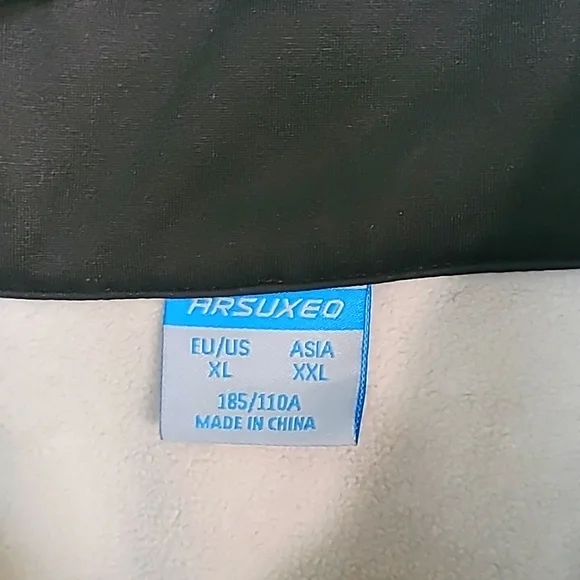 ARSUXEO
EU/US ASIA
XL XXL
185/110A
MADE IN CHINA